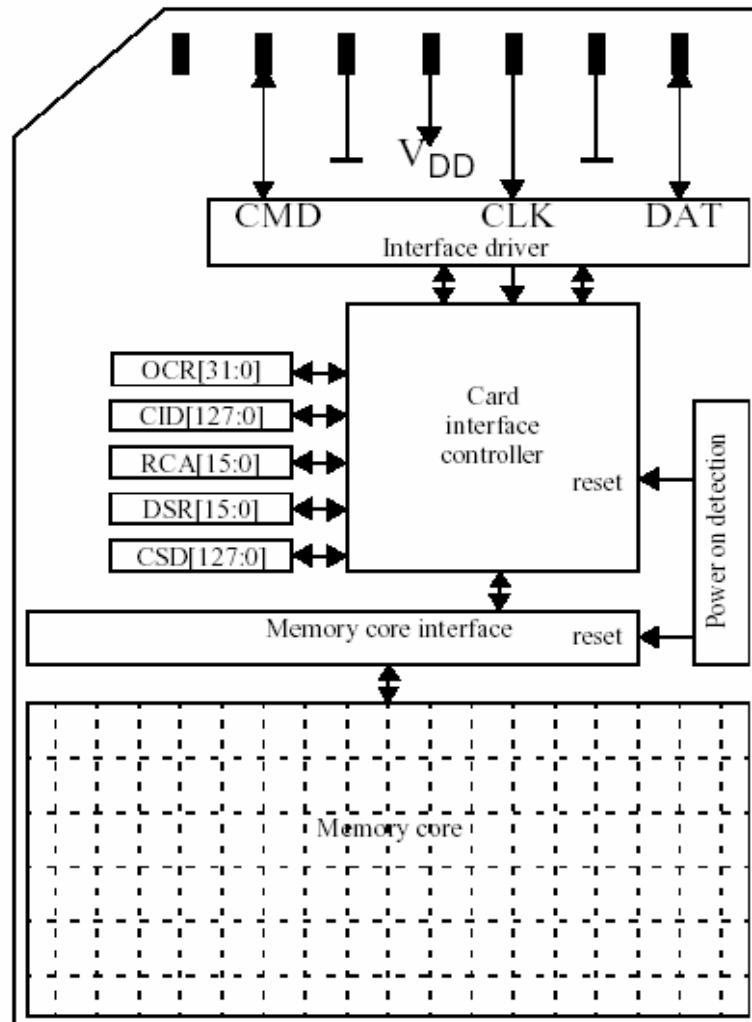 V_DD
CMD CLK DAT
Interface driver
OCR[31:0]
CID[127:0]
RCA[15:0]
DSR[15:0]
CSD[127:0]
Card
interface
controller
reset
Power on detection
Memory core interface
reset
Memory core